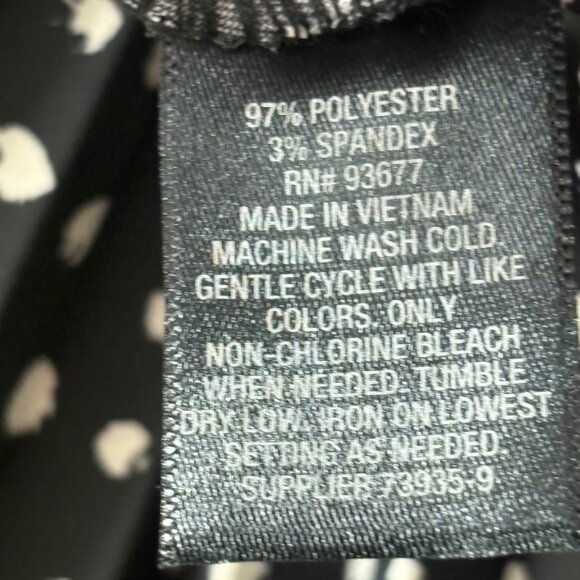 97% POLYESTER
3% SPANDEX
RN# 93677
MADE IN VIETNAM
MACHINE WASH COLD.
GENTLE CYCLE WITH LIKE
COLORS. ONLY
NON-CHLORINE BLEACH
WHEN NEEDED. TUMBLE
DRY LOW. IRON ON LOWEST
SETTING AS NEEDED.
SUPPLIER 73935-9